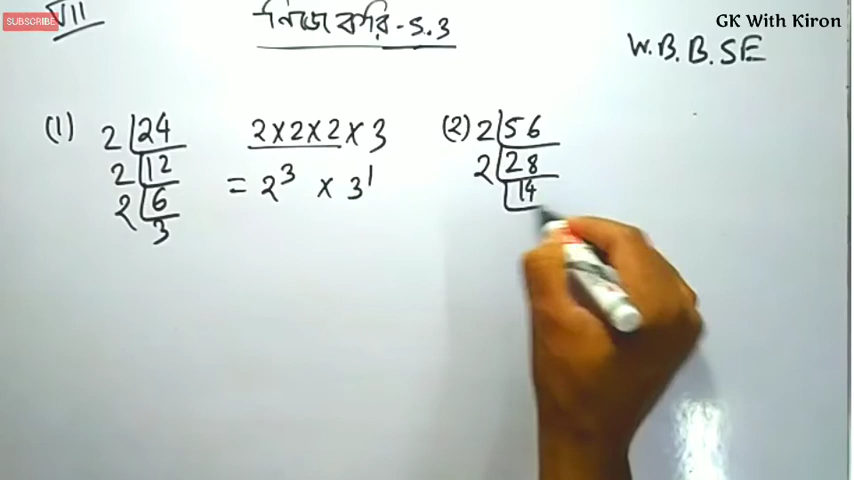 SUBSCRIBE
VII
নিজে করি - 5.3
GK With Kiron
W.B.B.SE
(1) 2 24
2 12
2 6
3
2×2×2×3
= 2³ × 3¹
(2) 2 56
2 28
14